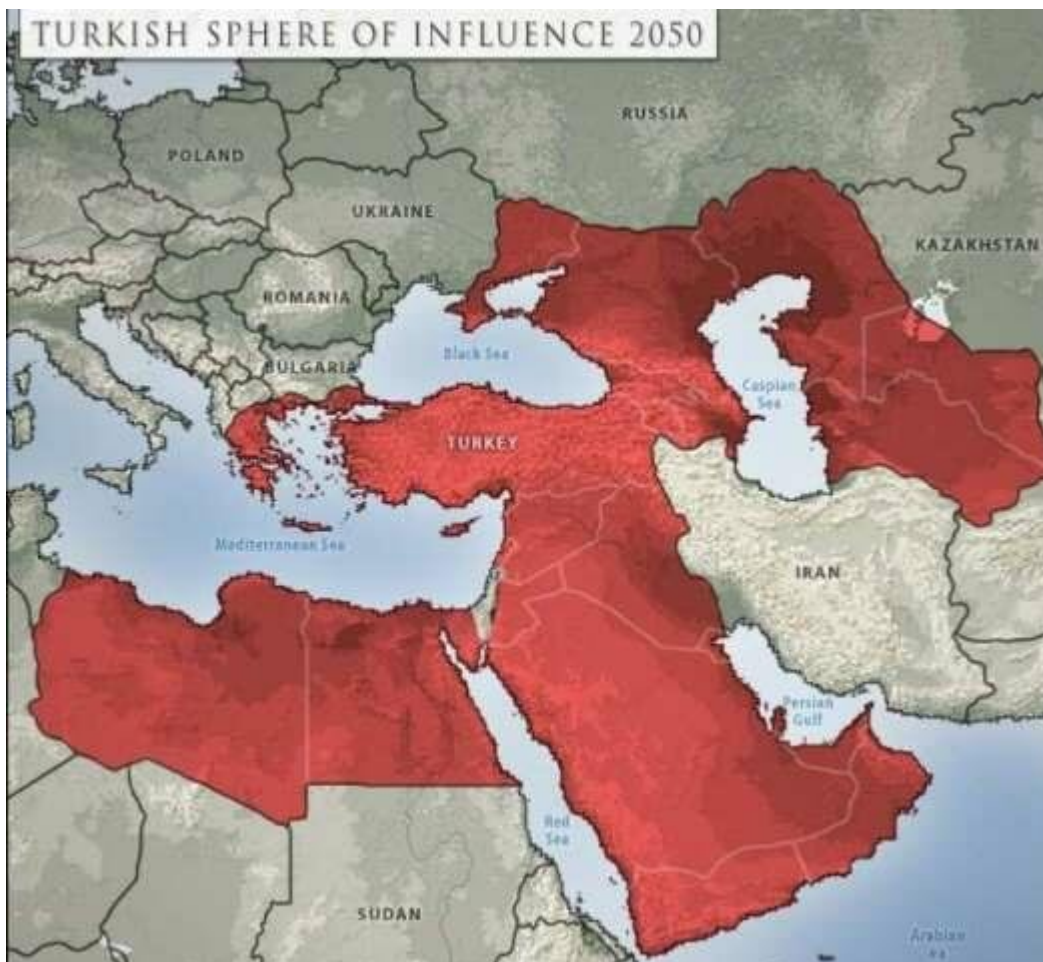 TURKISH SPHERE OF INFLUENCE 2050
RUSSIA
POLAND
UKRAINE
KAZAKHSTAN
ROMANIA
Black Sea
BULGARIA
Caspian
Sea
TURKEY
Mediterranean Sea
IRAN
Persian
Gulf
Red
Sea
SUDAN
Arabian